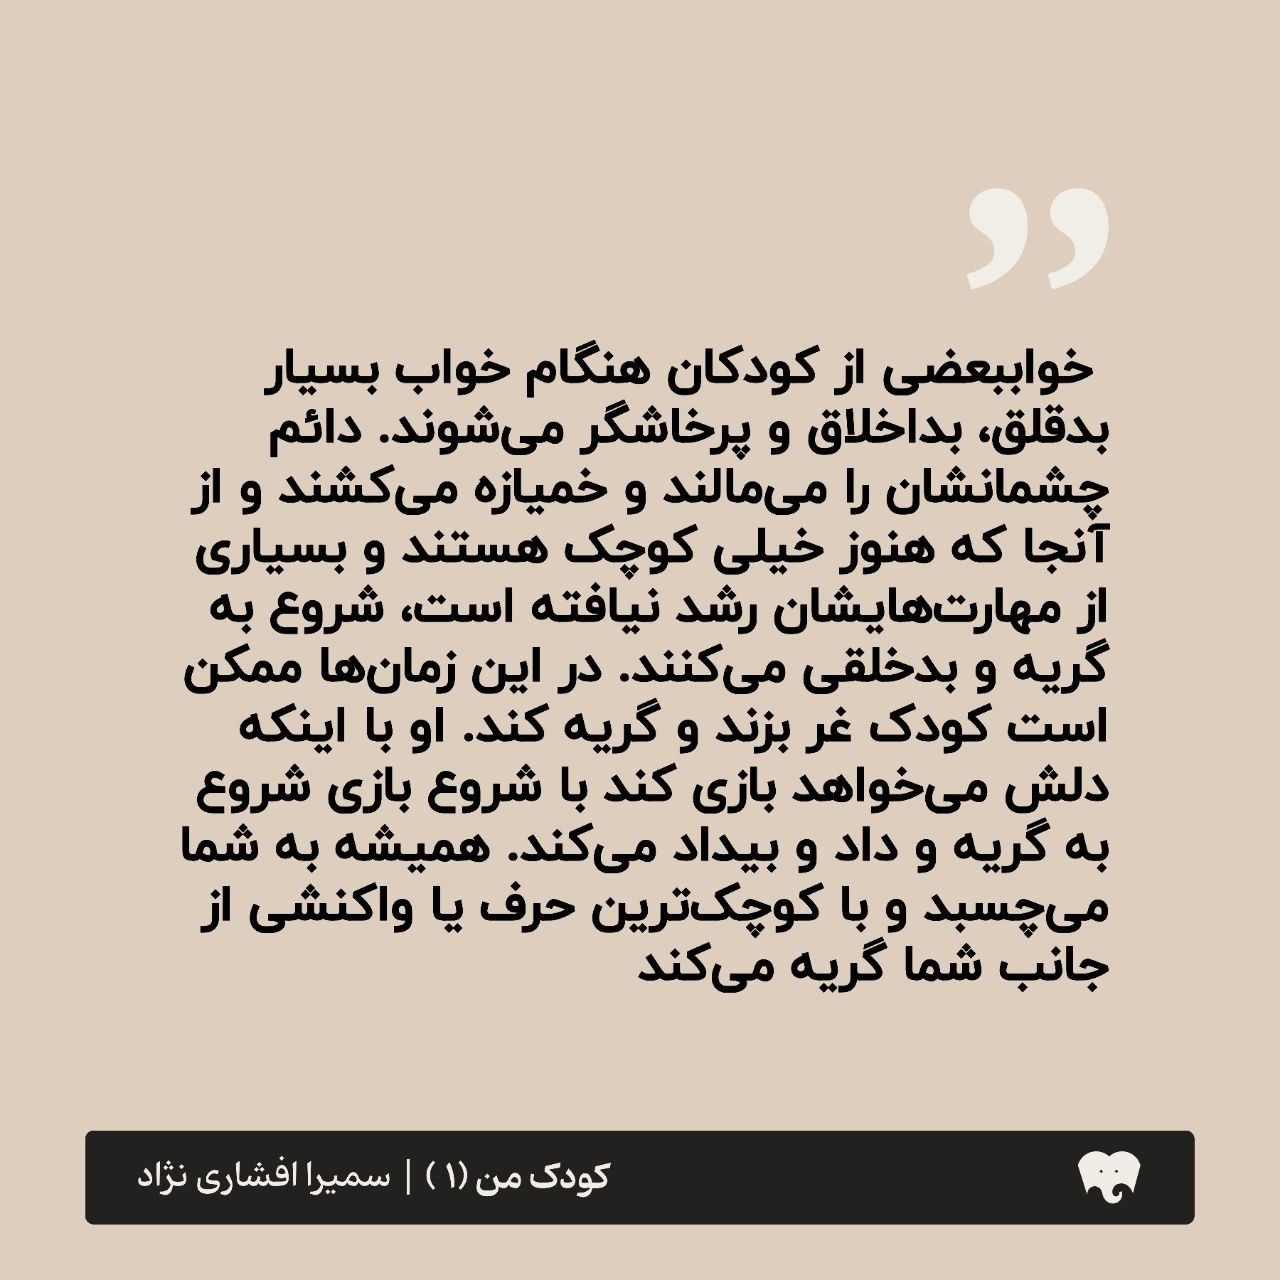 خواببعضی از کودکان هنگام خواب بسیار
بدقلق، بداخلاق و پرخاشگر می‌شوند. دائم
چشمانشان را می‌مالند و خمیازه می‌کشند و از
آنجا که هنوز خیلی کوچک هستند و بسیاری
از مهارت‌هایشان رشد نیافته است، شروع به
گریه و بدخلقی می‌کنند. در این زمان‌ها ممکن
است کودک غر بزند و گریه کند. او با اینکه
دلش می‌خواهد بازی کند با شروع بازی شروع
به گریه و داد و بیداد می‌کند. همیشه به شما
می‌چسبد و با کوچک‌ترین حرف یا واکنشی از
جانب شما گریه می‌کند
کودک من (۱) | سمیرا افشاری نژاد